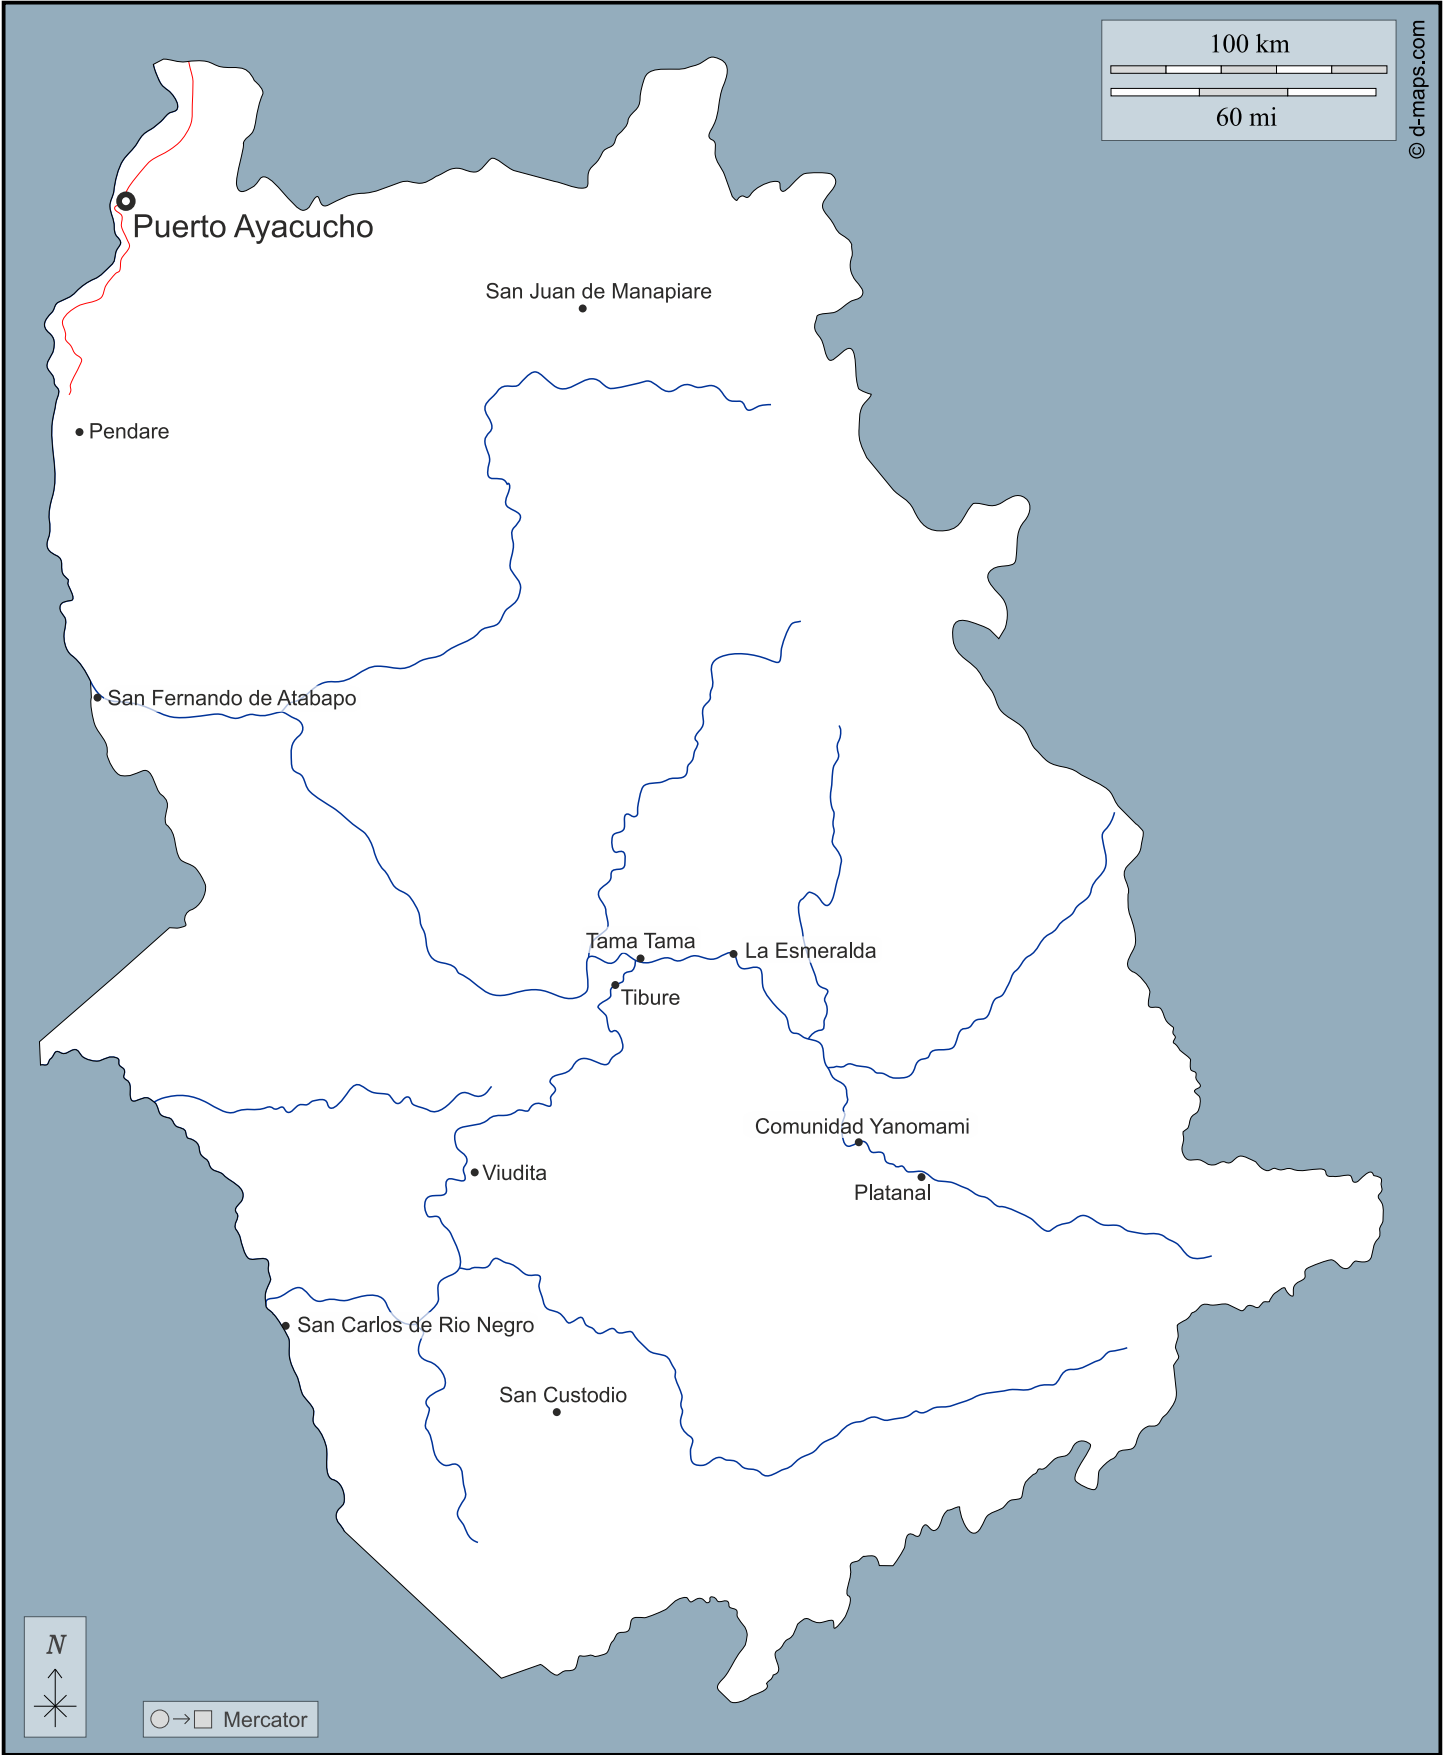 100 km
60 mi
© d-maps.com
Puerto Ayacucho
San Juan de Manapiare
Pendare
San Fernando de Atabapo
Tama Tama
La Esmeralda
Tibure
Comunidad Yanomami
Viudita
Platanal
San Carlos de Rio Negro
San Custodio
N
Mercator